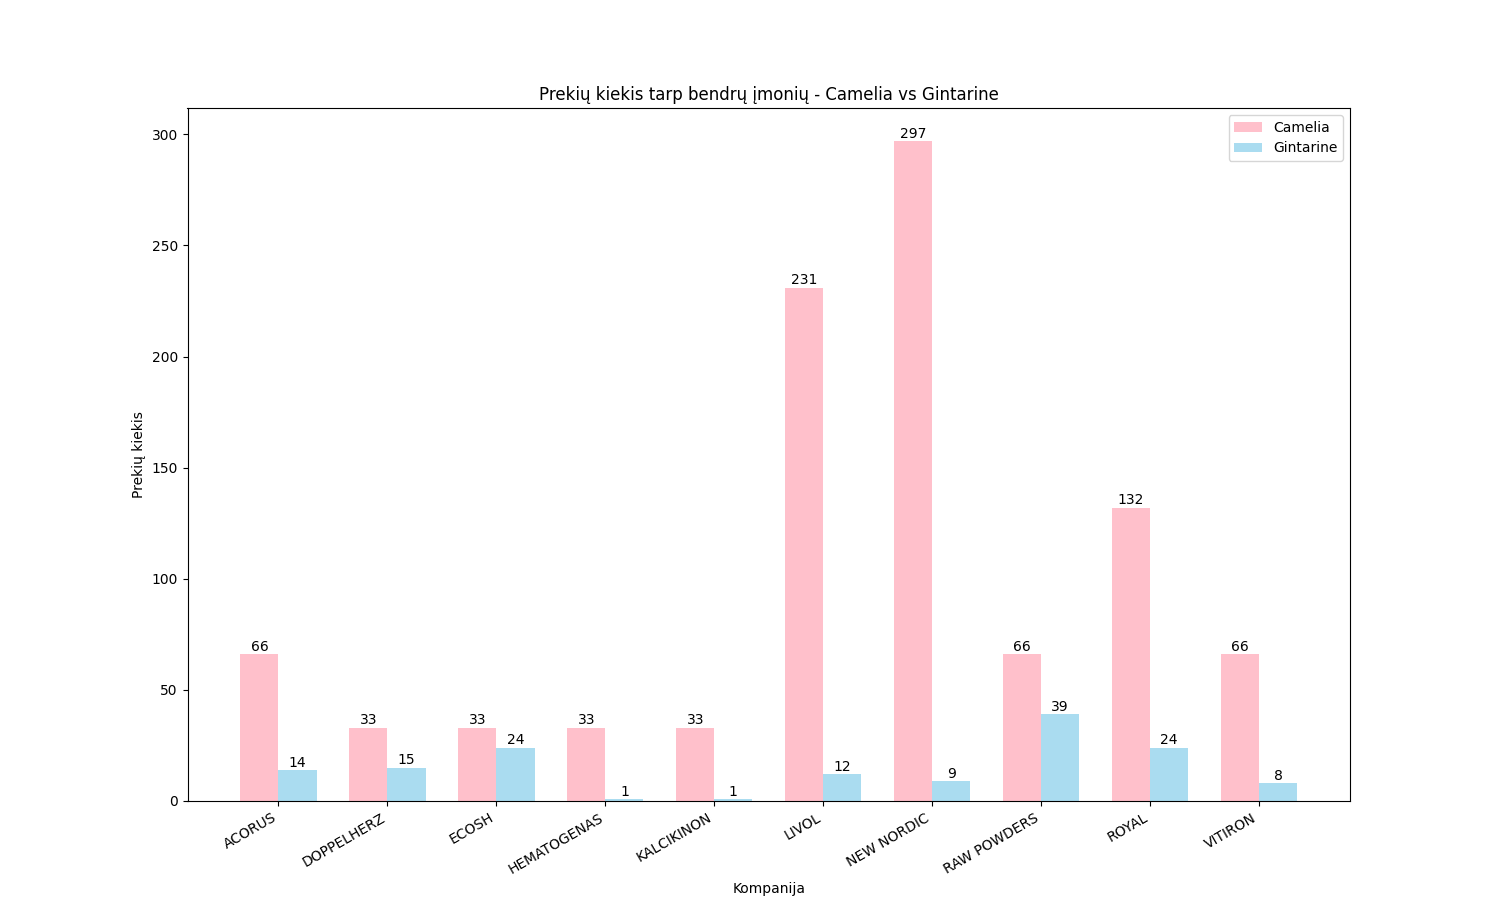 Prekių kiekis tarp bendrų įmonių - Camelia vs Gintarine
Camelia
Gintarine
Prekių kiekis
300
250
200
150
100
50
0
66
14
33
15
33
24
33
1
33
1
231
12
297
9
66
39
132
24
66
8
ACORUS
DOPPELHERZ
ECOSH
HEMATOGENAS
KALCIKINON
LIVOL
NEW NORDIC
RAW POWDERS
ROYAL
VITIRON
Kompanija